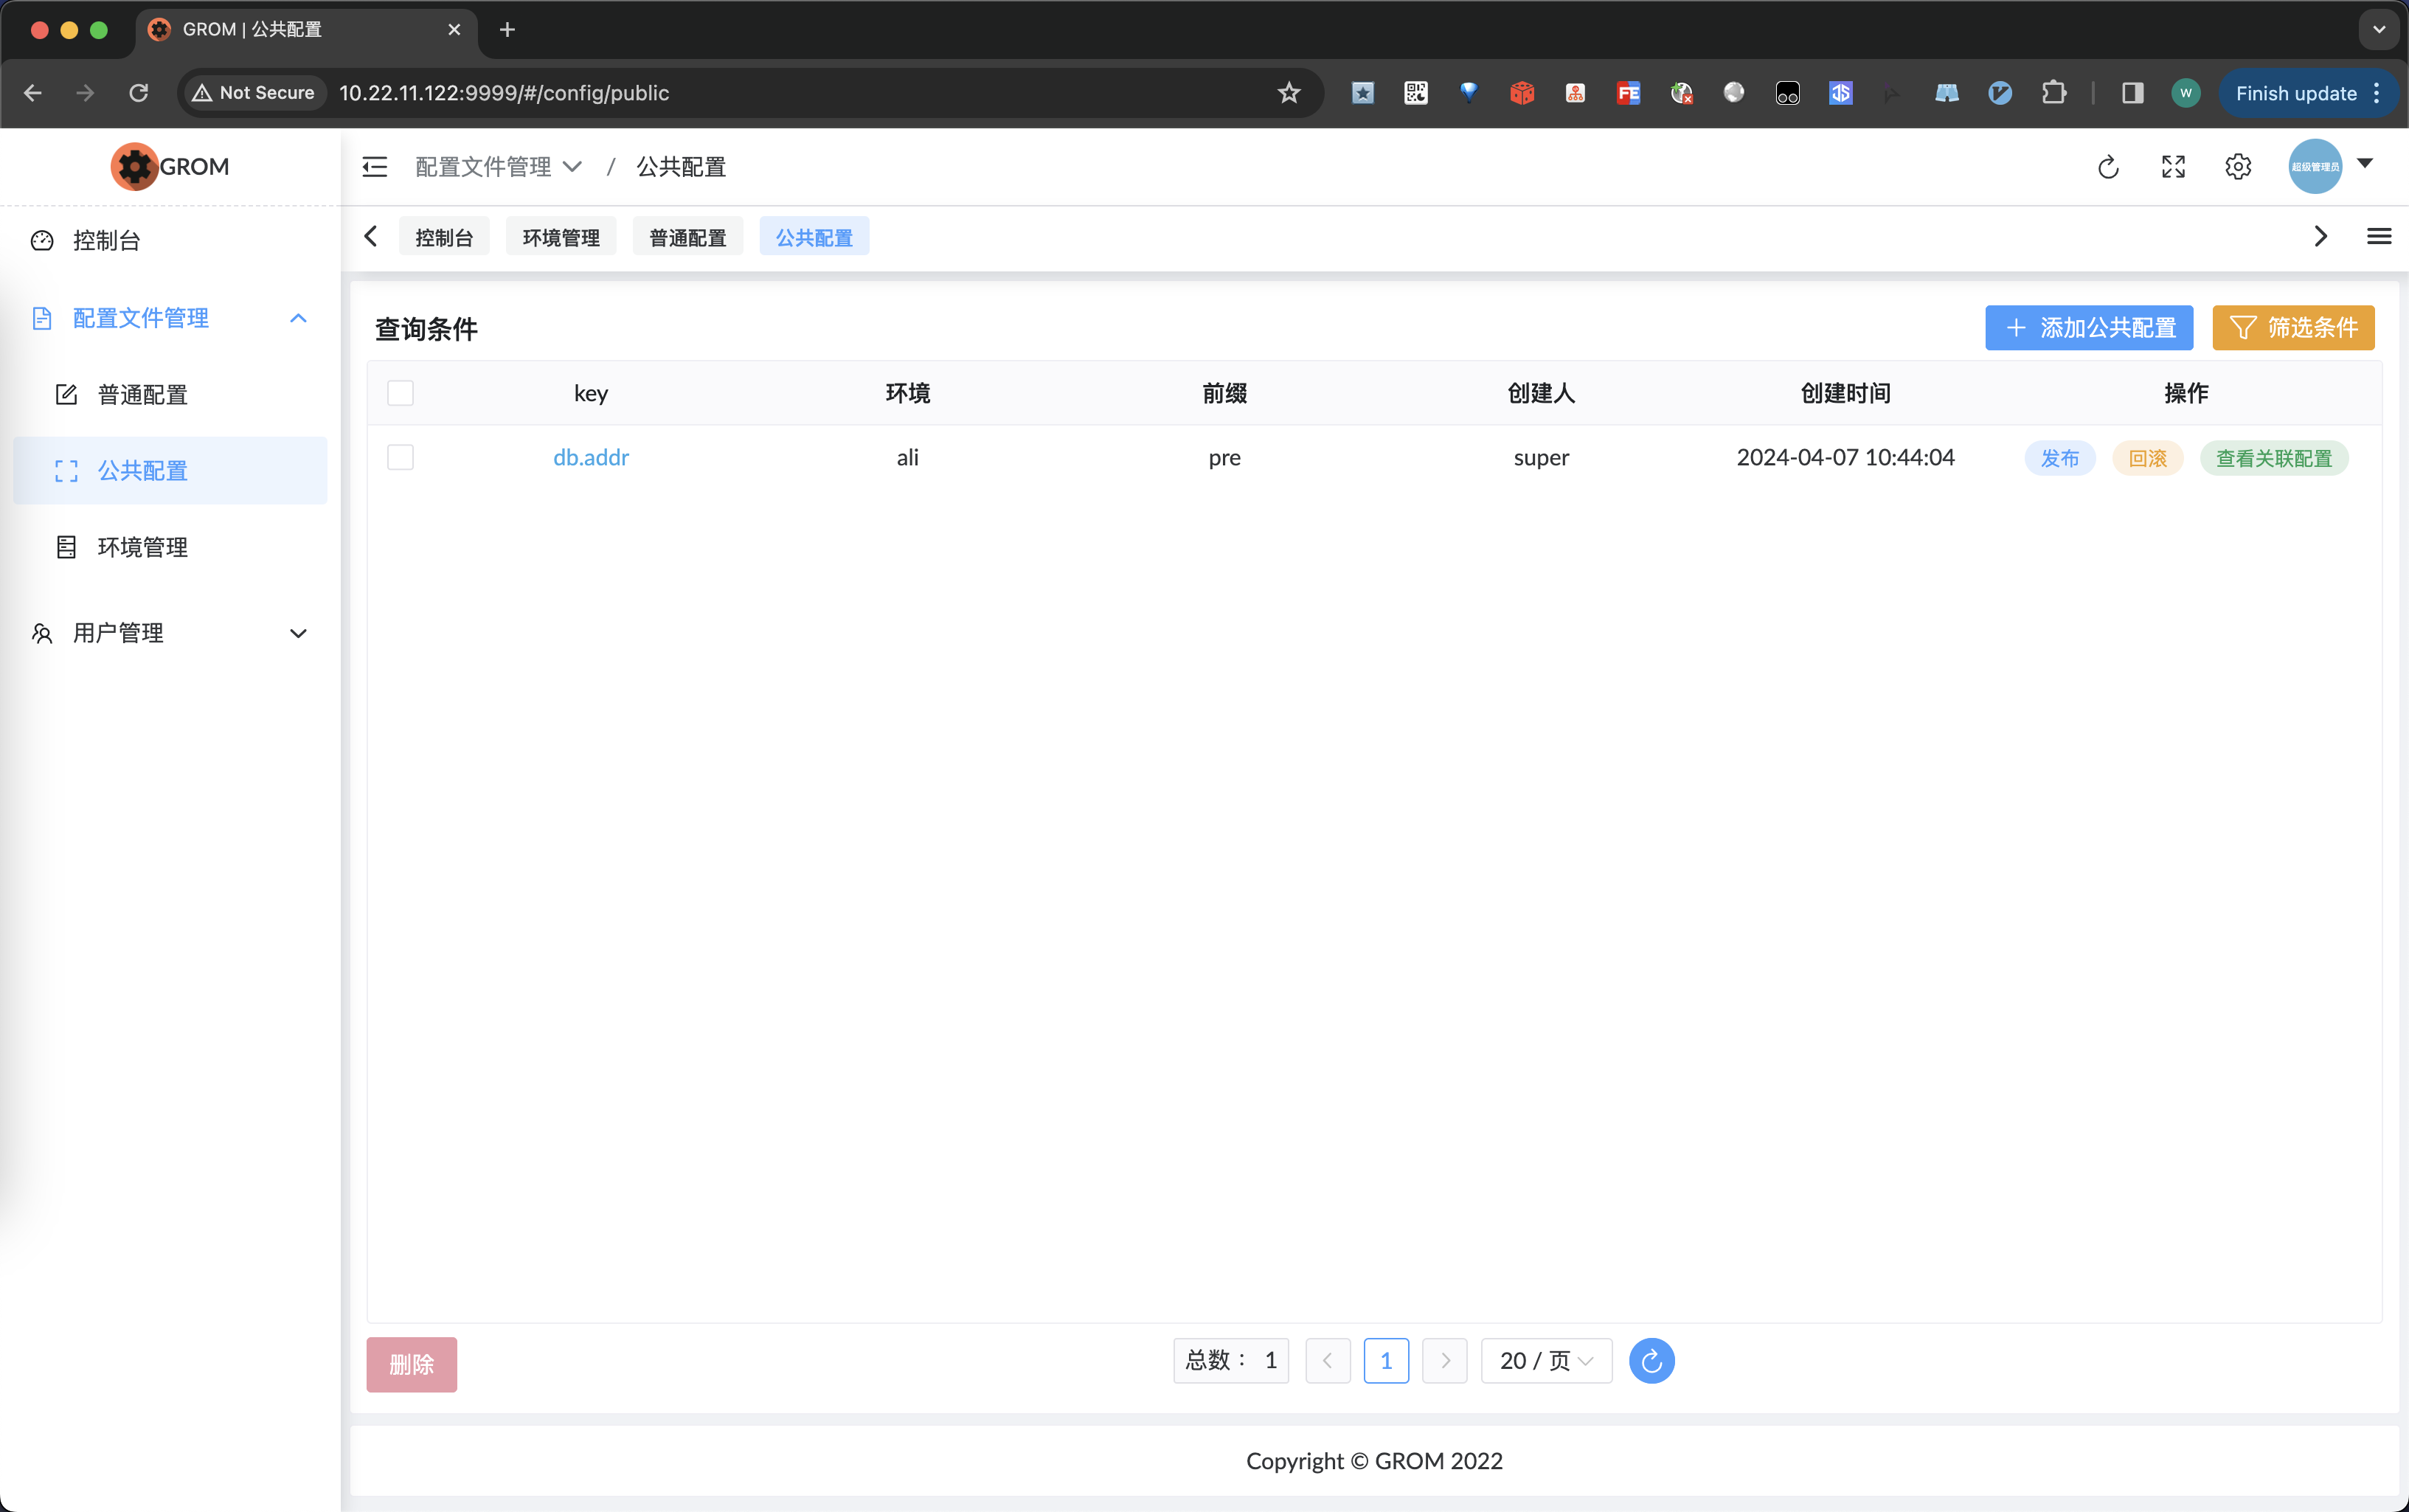 GROM | 公共配置
Not Secure 10.22.11.122:9999/#/config/public
FE
JS
W
Finish update
GROM
配置文件管理 / 公共配置
超级管理员
控制台
环境管理
普通配置
公共配置
控制台
配置文件管理
普通配置
公共配置
环境管理
用户管理
查询条件
添加公共配置
筛选条件
key 环境 前缀 创建人 创建时间 操作
db.addr ali pre super 2024-04-07 10:44:04 发布 回滚 查看关联配置
删除
总数： 1
1
20 / 页
Copyright © GROM 2022